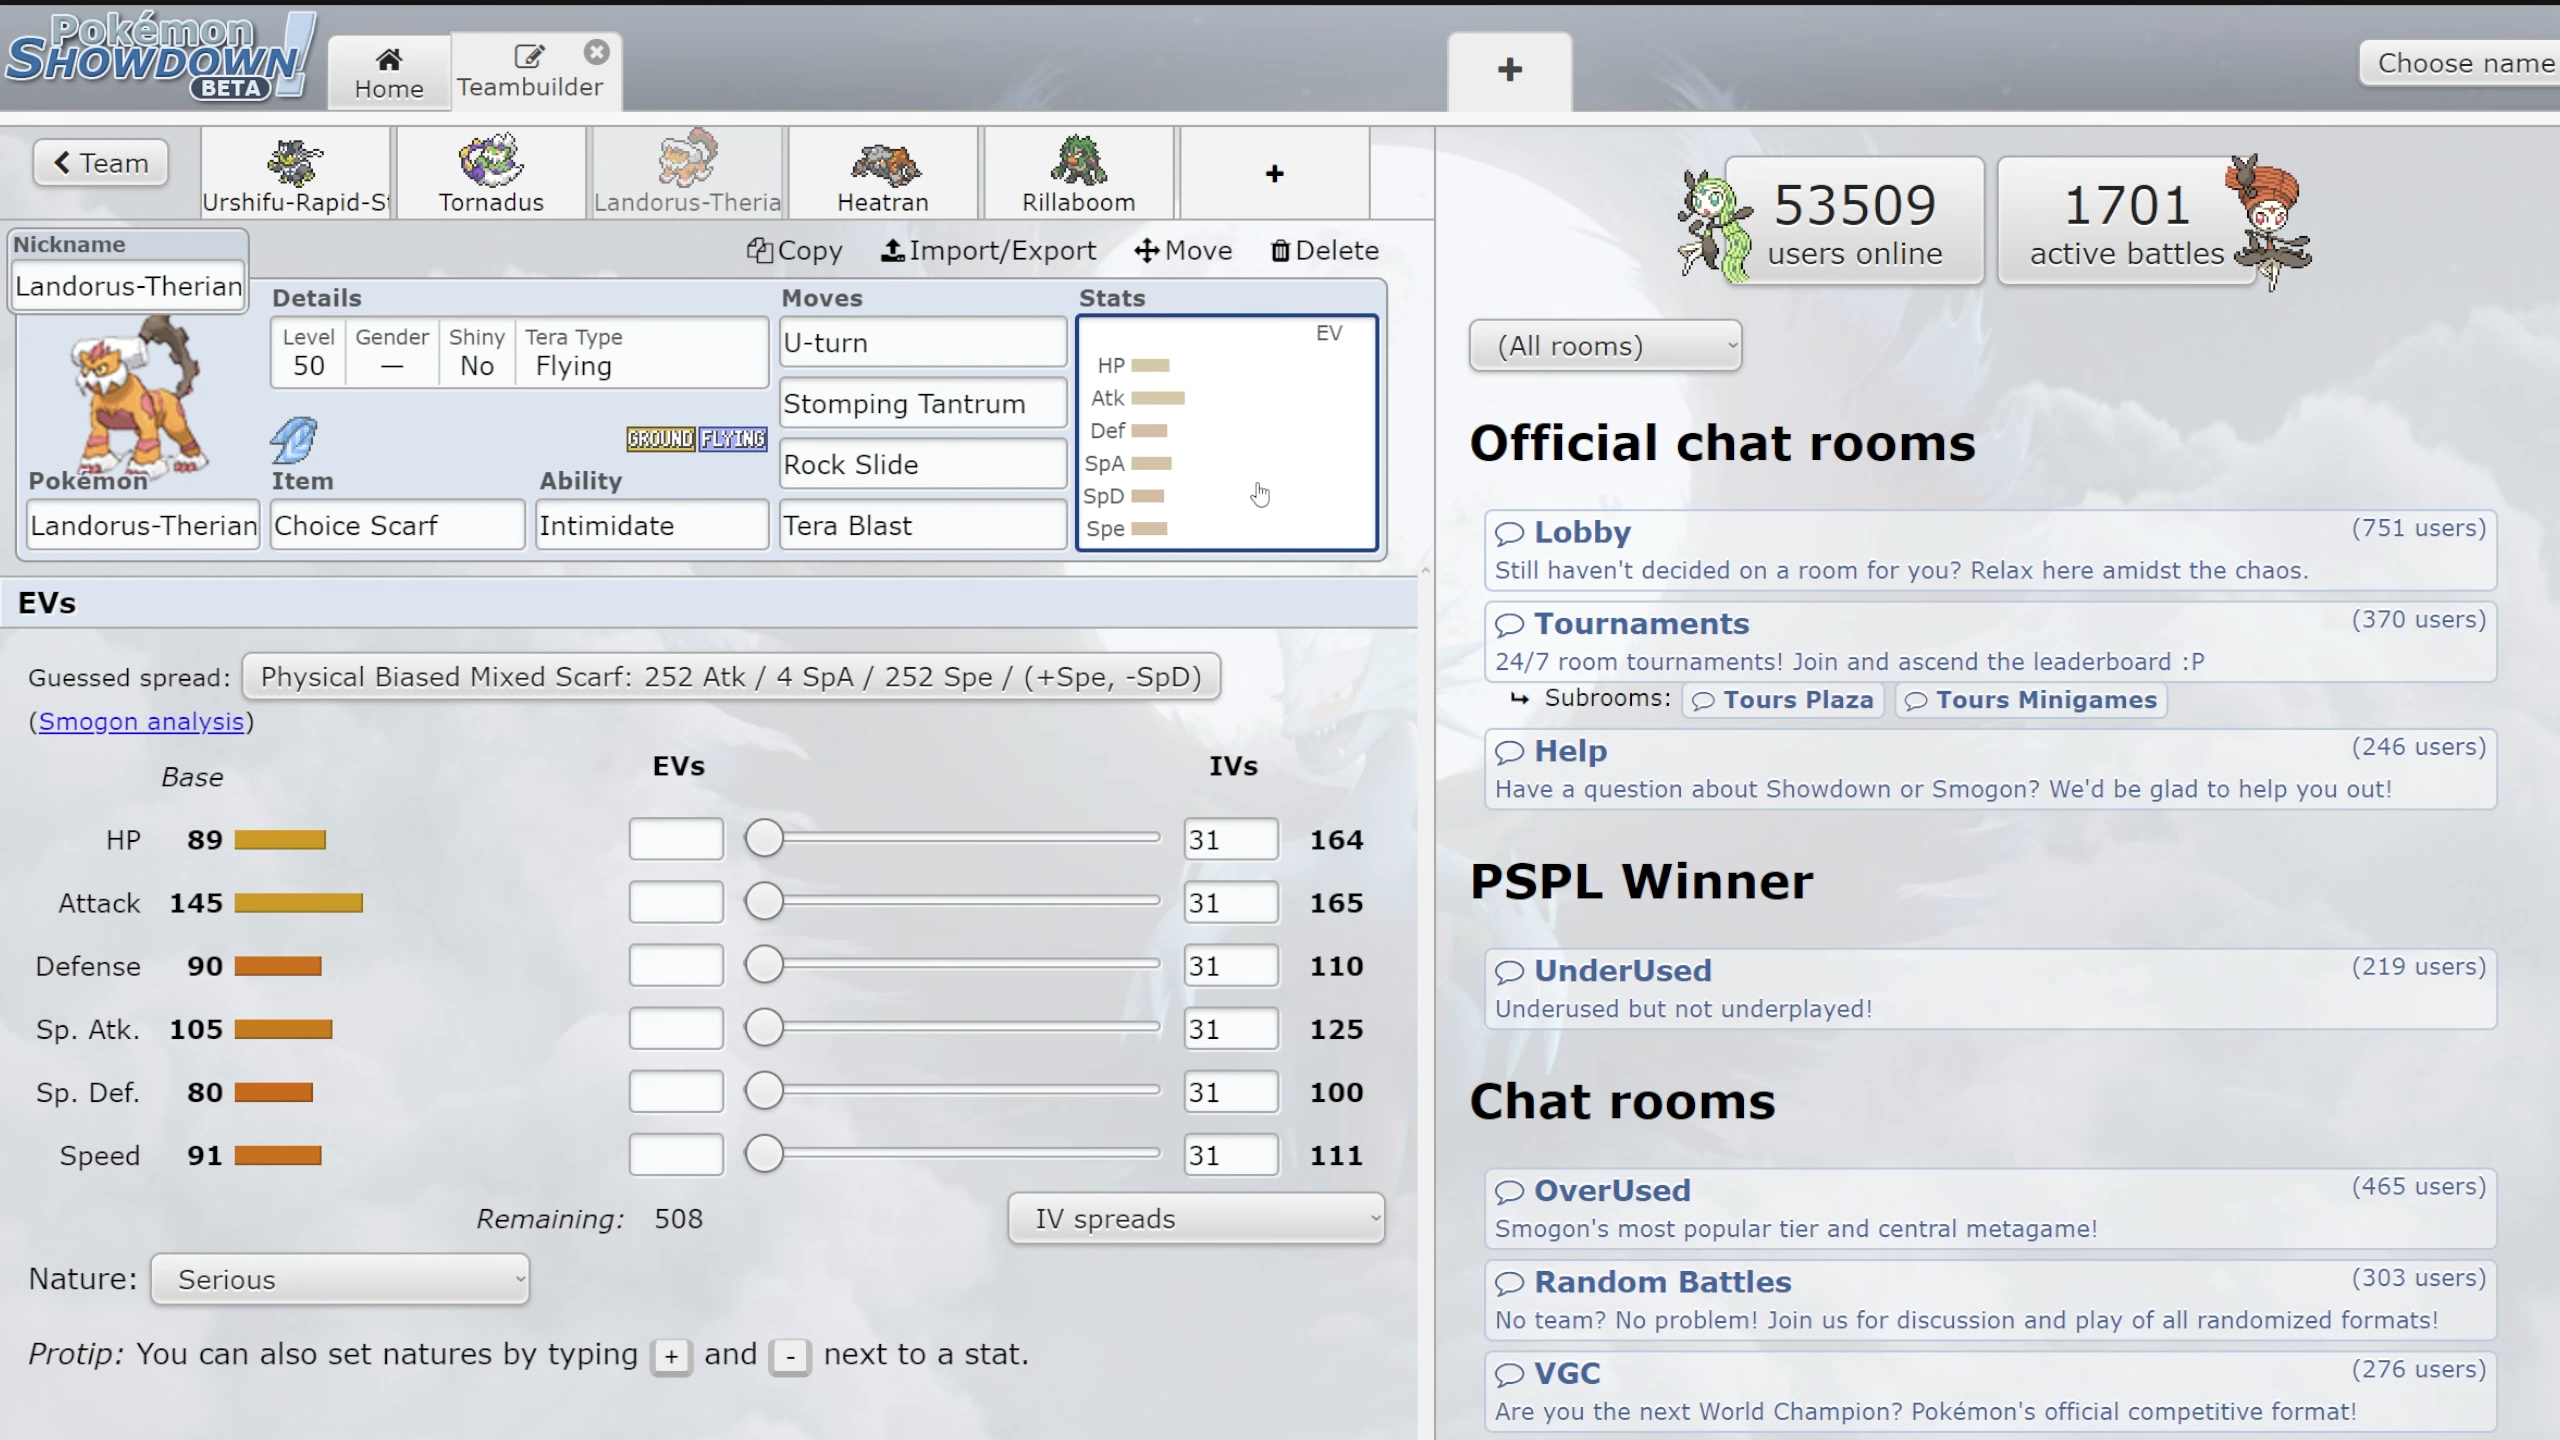 Pokémon
SHOWDOWN!
BETA
Home
Teambuilder
+
Choose name
Team
Urshifu-Rapid-St
Tornadus
Landorus-Theria
Heatran
Rillaboom
+
Nickname
Landorus-Therian
Copy
Import/Export
Move
Delete
Details
Level
50
Gender
—
Shiny
No
Tera Type
Flying
GROUND FLYING
Pokémon
Landorus-Therian
Item
Choice Scarf
Ability
Intimidate
Moves
U-turn
Stomping Tantrum
Rock Slide
Tera Blast
Stats
EV
HP
Atk
Def
SpA
SpD
Spe
EVs
Guessed spread: Physical Biased Mixed Scarf: 252 Atk / 4 SpA / 252 Spe / (+Spe, -SpD)
(Smogon analysis)
Base EVs IVs
HP 89 31 164
Attack 145 31 165
Defense 90 31 110
Sp. Atk. 105 31 125
Sp. Def. 80 31 100
Speed 91 31 111
Remaining: 508
IV spreads
Nature: Serious
Protip: You can also set natures by typing + and - next to a stat.
53509
users online
1701
active battles
(All rooms)
Official chat rooms
Lobby (751 users)
Still haven't decided on a room for you? Relax here amidst the chaos.
Tournaments (370 users)
24/7 room tournaments! Join and ascend the leaderboard :P
↳ Subrooms: Tours Plaza Tours Minigames
Help (246 users)
Have a question about Showdown or Smogon? We'd be glad to help you out!
PSPL Winner
UnderUsed (219 users)
Underused but not underplayed!
Chat rooms
OverUsed (465 users)
Smogon's most popular tier and central metagame!
Random Battles (303 users)
No team? No problem! Join us for discussion and play of all randomized formats!
VGC (276 users)
Are you the next World Champion? Pokémon's official competitive format!